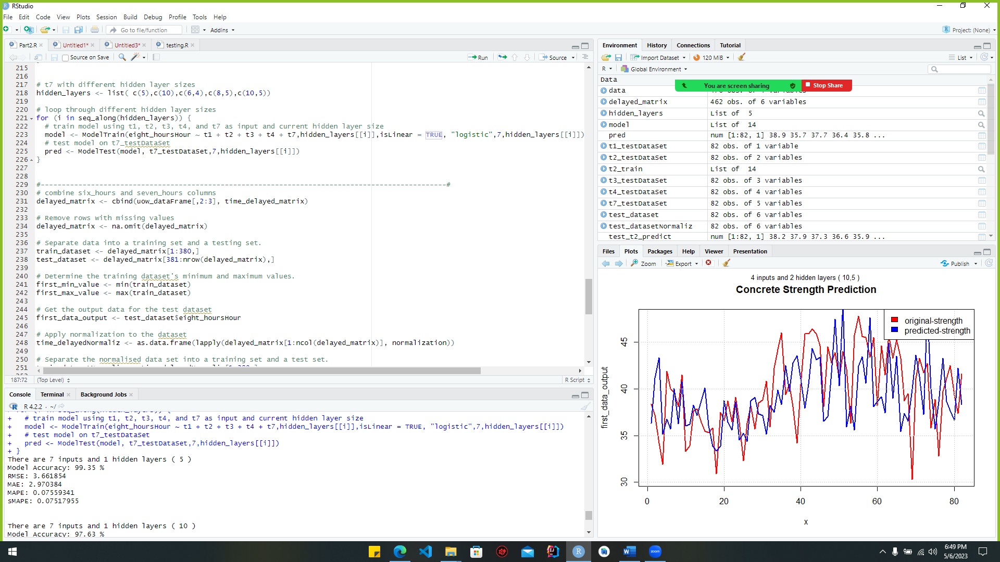 RStudio
File Edit Code View Plots Session Build Debug Profile Tools Help
Go to file/function Addins Project: (None)
Part2.R Untitled1* Untitled3* testing.R
Source on Save Run Source
215
216
217 # t7 with different hidden layer sizes
218 hidden_layers <- list( c(5),c(10),c(6,4),c(8,5),c(10,5))
219
220 # loop through different hidden layer sizes
221 for (i in seq_along(hidden_layers)) {
222 # train model using t1, t2, t3, t4, and t7 as input and current hidden layer size
223 model <- ModelTrain(eight_hoursHour ~ t1 + t2 + t3 + t4 + t7,hidden_layers[[i]],isLinear = TRUE, "logistic",7,hidden_layers[[i]])
224 # test model on t7_testDataSet
225 pred <- ModelTest(model, t7_testDataSet,7,hidden_layers[[i]])
226 }
227
228
229 #-----------------------------------------------------------------------------------------------#
230 # combine six_hours and seven_hours columns
231 delayed_matrix <- cbind(uow_dataFrame[,2:3], time_delayed_matrix)
232
233 # Remove rows with missing values
234 delayed_matrix <- na.omit(delayed_matrix)
235
236 # Separate data into a training set and a testing set.
237 train_dataset <- delayed_matrix[1:380,]
238 test_dataset <- delayed_matrix[381:nrow(delayed_matrix),]
239
240 # Determine the training dataset's minimum and maximum values.
241 first_min_value <- min(train_dataset)
242 first_max_value <- max(train_dataset)
243
244 # Get the output data for the test dataset
245 first_data_output <- test_dataset$eight_hoursHour
246
247 # Apply normalization to the dataset
248 time_delayedNormaliz <- as.data.frame(lapply(delayed_matrix[1:ncol(delayed_matrix)], normalization))
249
250 # Separate the normalised data set into a training set and a test set.
251
187:72 (Top Level) R Script
Console Terminal Background Jobs
R 4.2.2 · ~/
+ # train model using t1, t2, t3, t4, and t7 as input and current hidden layer size
+ model <- ModelTrain(eight_hoursHour ~ t1 + t2 + t3 + t4 + t7,hidden_layers[[i]],isLinear = TRUE, "logistic",7,hidden_layers[[i]])
+ # test model on t7_testDataSet
+ pred <- ModelTest(model, t7_testDataSet,7,hidden_layers[[i]])
+ }
There are 7 inputs and 1 hidden layers ( 5 )
Model Accuracy: 99.35 %
RMSE: 3.661854
MAE: 2.970384
MAPE: 0.07559341
sMAPE: 0.07517955
There are 7 inputs and 1 hidden layers ( 10 )
Model Accuracy: 97.63 %
Environment History Connections Tutorial
Import Dataset 120 MiB List
R Global Environment
You are screen sharing Stop Share
Data
data
delayed_matrix 462 obs. of 6 variables
hidden_layers List of 5
model List of 14
pred num [1:82, 1] 38.9 35.7 37.7 36.4 35.8 ...
t1_testDataSet 82 obs. of 1 variable
t2_testDataSet 82 obs. of 2 variables
t2_train List of 14
t3_testDataSet 82 obs. of 3 variables
t4_testDataSet 82 obs. of 4 variables
t7_testDataSet 82 obs. of 5 variables
test_dataset 82 obs. of 6 variables
test_datasetNormaliz 82 obs. of 6 variables
test_t2_predict num [1:82, 1] 38.2 37.9 37.3 36.6 35.9 ...
Files Plots Packages Help Viewer Presentation
Zoom Export Publish
4 inputs and 2 hidden layers ( 10,5 )
Concrete Strength Prediction
original-strength
predicted-strength
first_data_output
45
40
35
30
0 20 40 60 80
x
6:49 PM
5/6/2023